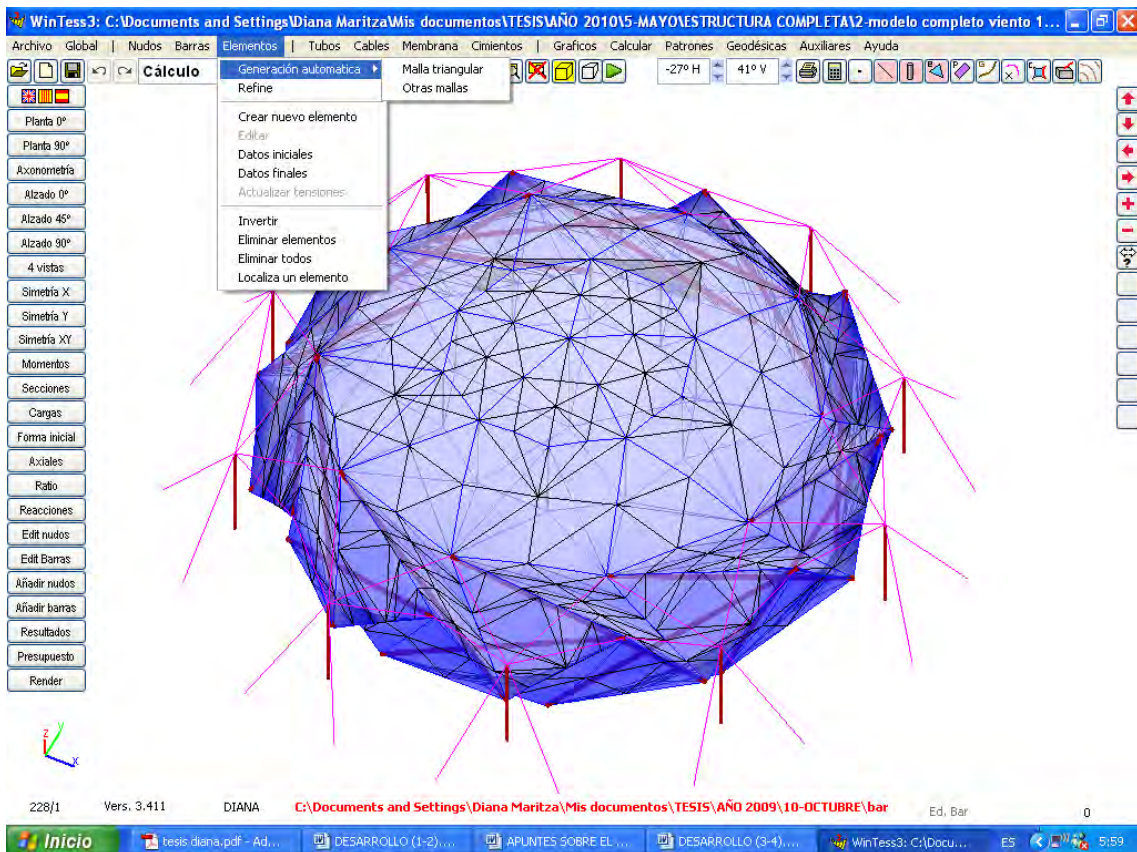 WinTess3: C:\Documents and Settings\Diana Maritza\Mis documentos\TESIS\AÑO 2010\5-MAYO\ESTRUCTURA COMPLETA\2-modelo completo viento 1...
Archivo Global | Nudos Barras Elementos | Tubos Cables Membrana Cimientos | Graficos Calcular Patrones Geodésicas Auxiliares Ayuda
Cálculo
-27º H 41º V
Generación automatica
Malla triangular
Refine
Otras mallas
Crear nuevo elemento
Editar
Datos iniciales
Datos finales
Actualizar tensiones
Invertir
Eliminar elementos
Eliminar todos
Localiza un elemento
Planta 0º
Planta 90º
Axonometría
Alzado 0º
Alzado 45º
Alzado 90º
4 vistas
Simetría X
Simetría Y
Simetría XY
Momentos
Secciones
Cargas
Forma inicial
Axiales
Ratio
Reacciones
Edit nudos
Edit Barras
Añadir nudos
Añadir barras
Resultados
Presupuesto
Render
?
z y
x
228/1 Vers. 3.411 DIANA C:\Documents and Settings\Diana Maritza\Mis documentos\TESIS\AÑO 2009\10-OCTUBRE\bar Ed, Bar 0
Inicio tesis diana.pdf - Ad... DESARROLLO (1-2).... APUNTES SOBRE EL ... DESARROLLO (3-4).... WinTess3: C:\Docu... ES 5:59